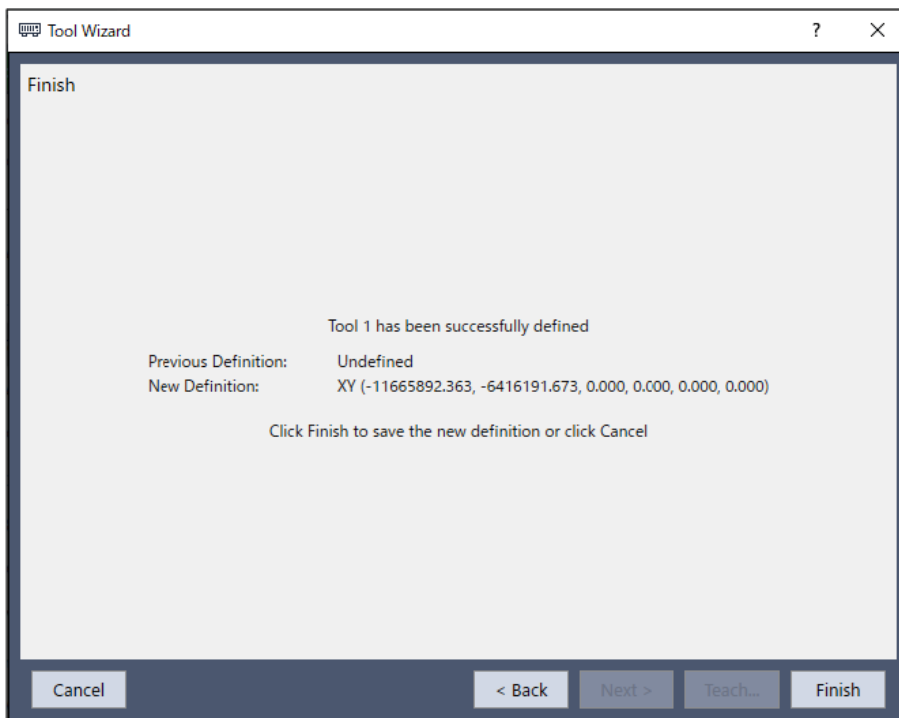 Tool Wizard
?
Finish
Tool 1 has been successfully defined
Previous Definition: Undefined
New Definition: XY (-11665892.363, -6416191.673, 0.000, 0.000, 0.000, 0.000)
Click Finish to save the new definition or click Cancel
Cancel < Back Next > Teach... Finish